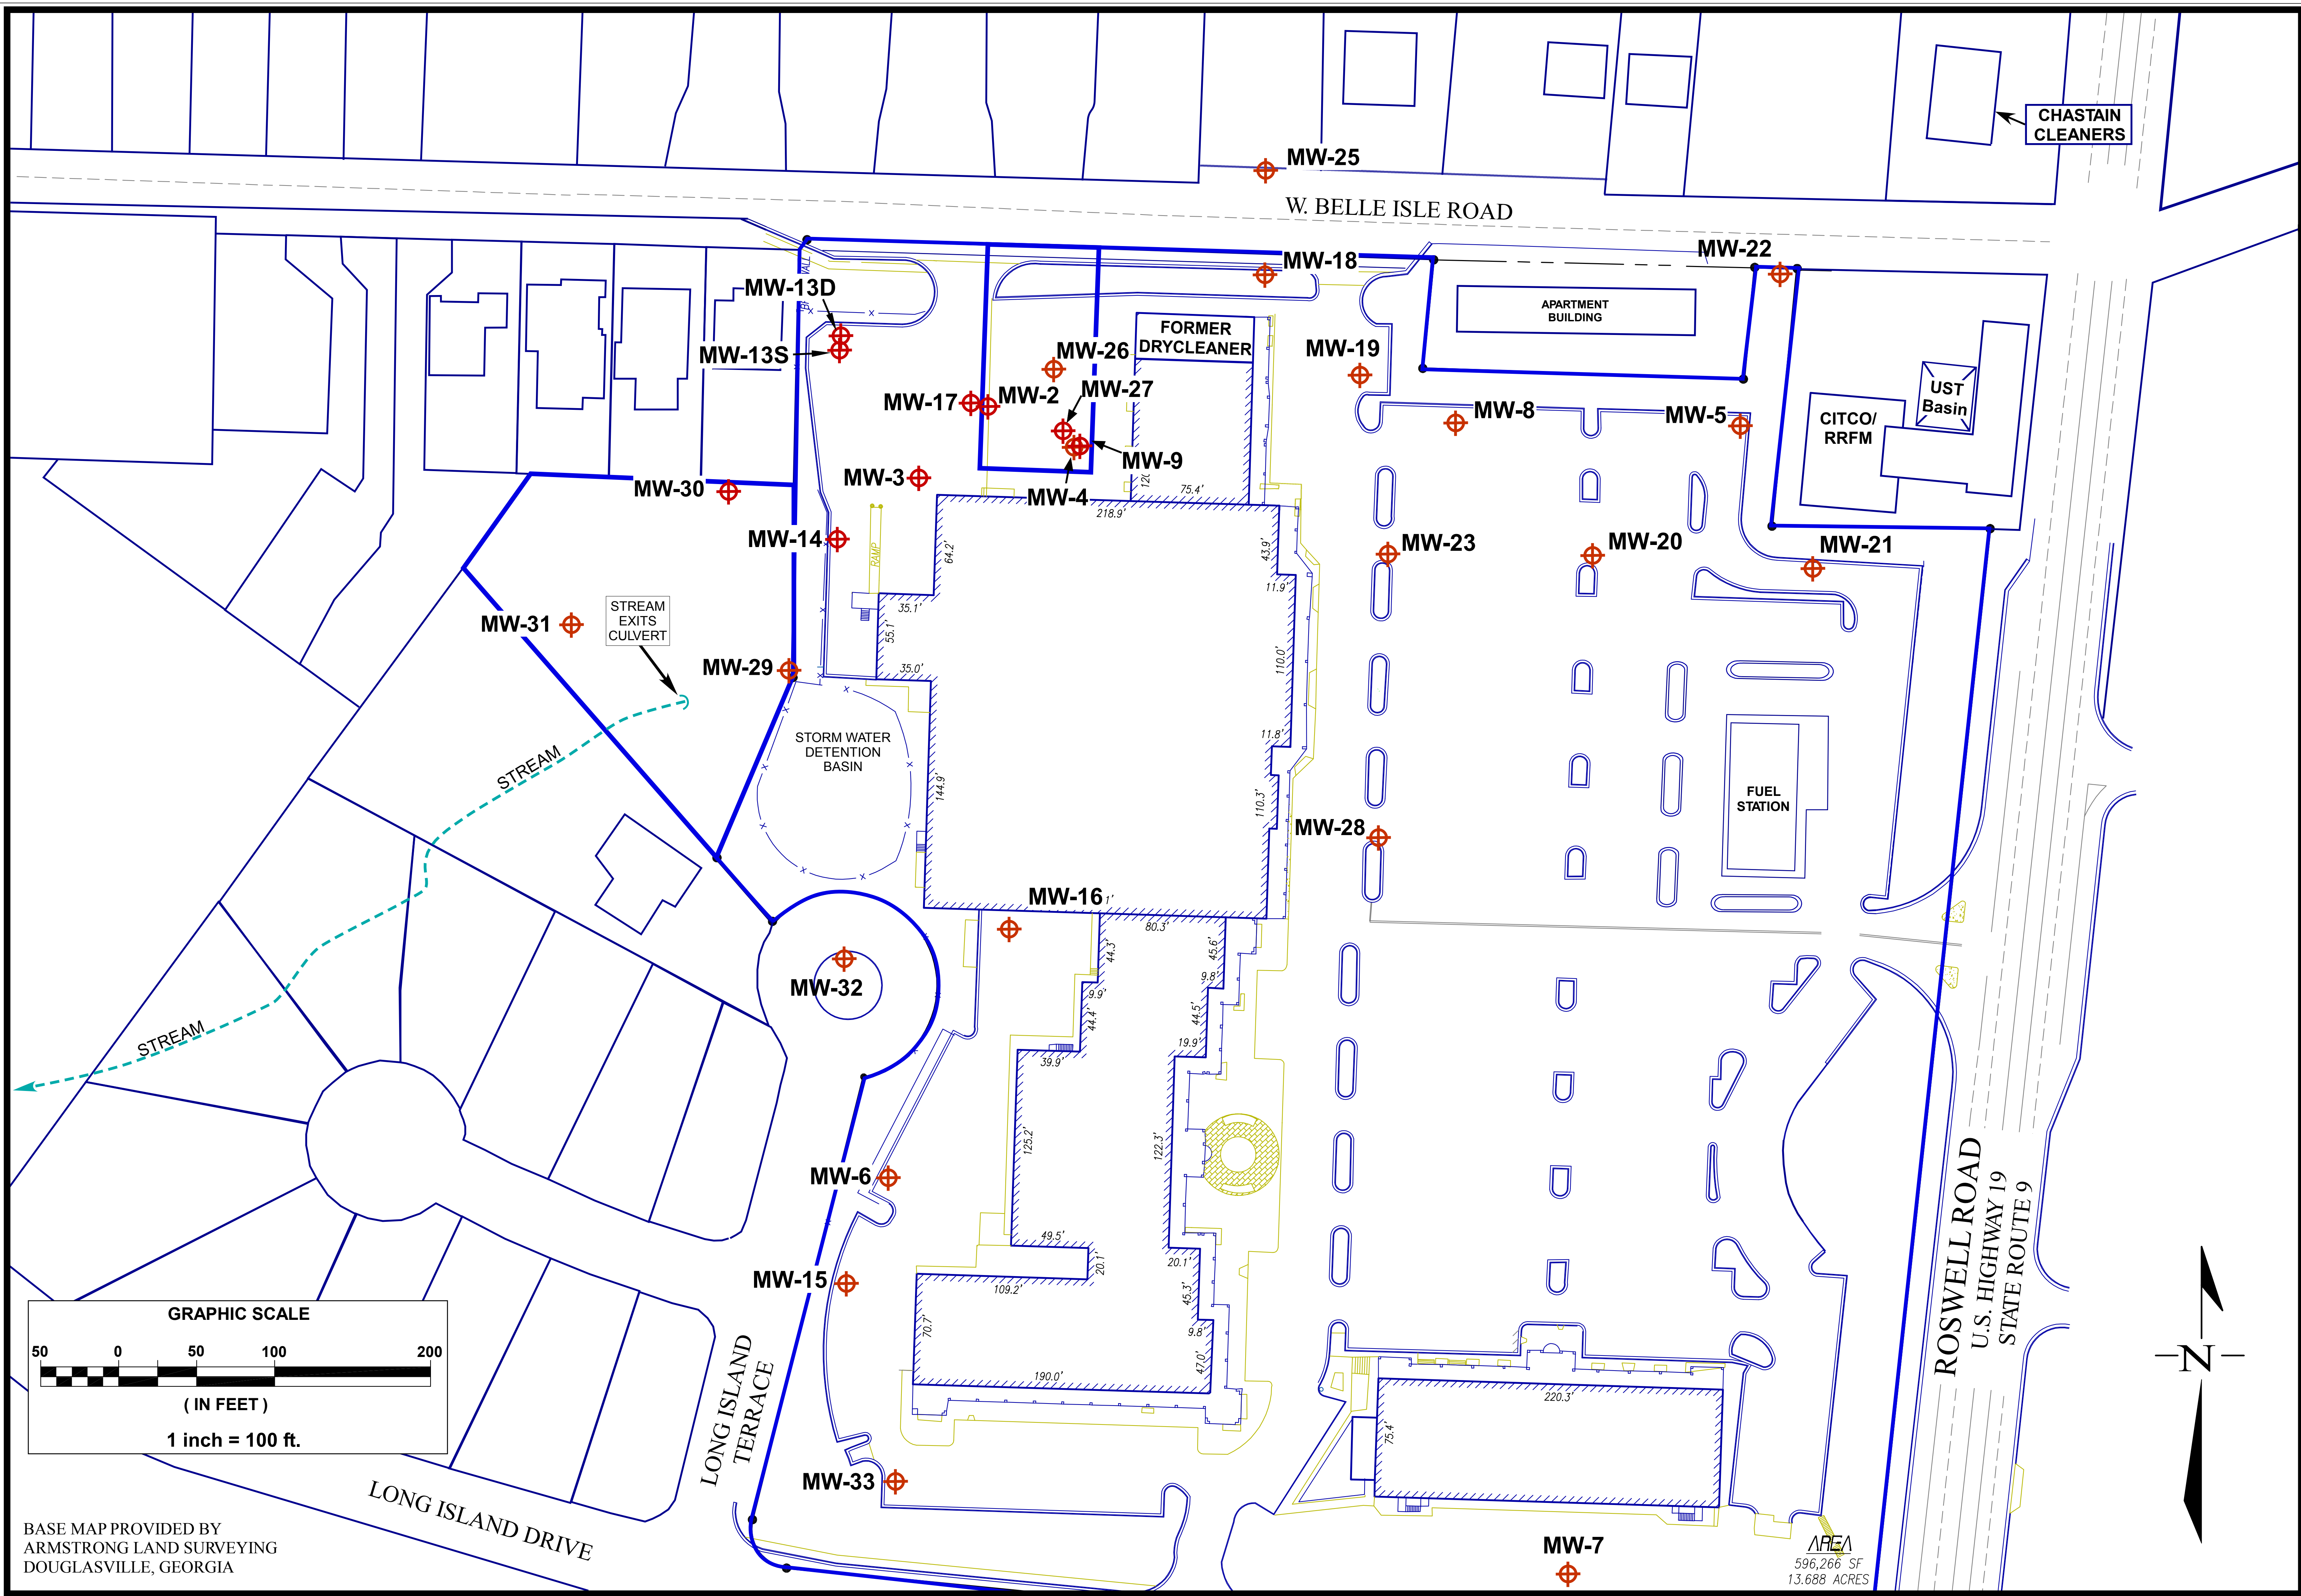 CHASTAIN
CLEANERS
MW-25
W. BELLE ISLE ROAD
MW-22
MW-18
MW-13D
APARTMENT
BUILDING
FORMER
DRYCLEANER
MW-13S
MW-26
MW-19
MW-27
UST
Basin
MW-17
MW-2
MW-8
MW-5
CITCO/
RRFM
MW-9
MW-3
MW-30
MW-4
75.4'
218.9'
MW-14
RAMP
64.2'
43.9'
MW-23
MW-20
MW-21
11.9'
35.1'
STREAM
EXITS
CULVERT
MW-31
55.1'
MW-29
35.0'
110.0'
STORM WATER
DETENTION
BASIN
11.8'
STREAM
144.9'
110.3'
FUEL
STATION
MW-28
MW-16
80.3'
44.3'
45.6'
9.8'
MW-32
9.9'
44.4'
44.5'
STREAM
19.9'
39.9'
125.2'
122.3'
MW-6
49.5'
20.1'
20.1'
MW-15
109.2'
45.3'
70.7'
9.8'
47.0'
190.0'
220.3'
75.4'
ROSWELL ROAD
U.S. HIGHWAY 19
STATE ROUTE 9
N
GRAPHIC SCALE
50 0 50 100 200
( IN FEET )
1 inch = 100 ft.
LONG ISLAND
TERRACE
MW-33
LONG ISLAND DRIVE
BASE MAP PROVIDED BY
ARMSTRONG LAND SURVEYING
DOUGLASVILLE, GEORGIA
MW-7
AREA
596,266 SF
13.688 ACRES